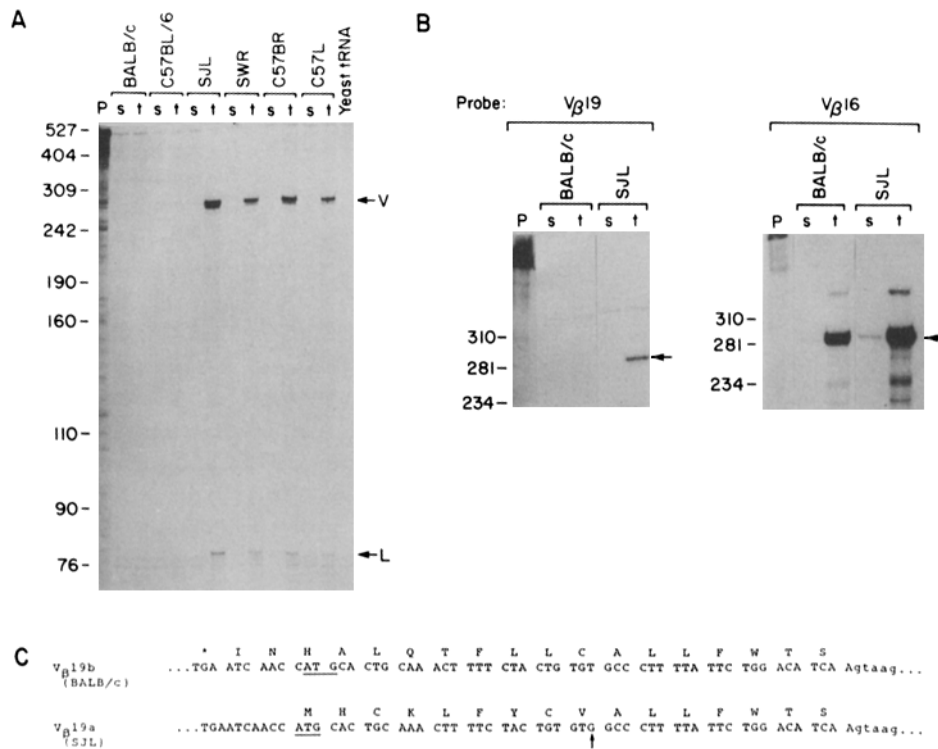 A
BALB/c C57BL/6 SJL SWR C57BR C57L Yeast tRNA
P s t s t s t s t s t s t
527
404
309
V
242
190
160
110
90
L
76
B
Probe: Vβ19 Vβ16
BALB/c SJL BALB/c SJL
P s t s t P s t s t
310 310
281 281
234 234
C
* I N H A L Q T F L L C A L L F W T S
Vβ19b ...TGA ATC AAC CAT GCA CTG CAA ACT TTT CTA CTG TGT GCC CTT TTA TTC TGG ACA TCA Agtaag...
(BALB/c)
M H C K L F Y C V A L L F W T S
Vβ19a ...TGAATCAACC ATG CAC TGC AAA CTT TTC TAC TGT GTG GCC CTT TTA TTC TGG ACA TCA Agtaag...
(SJL)